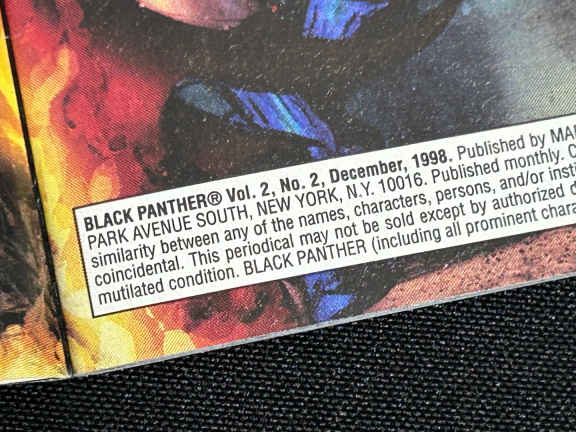 BLACK PANTHER® Vol. 2, No. 2, December, 1998. Published by
PARK AVENUE SOUTH, NEW YORK, N.Y. 10016. Published monthly.
similarity between any of the names, characters, persons, and/or
coincidental. This periodical may not be sold except by authorized
mutilated condition. BLACK PANTHER (including all prominent